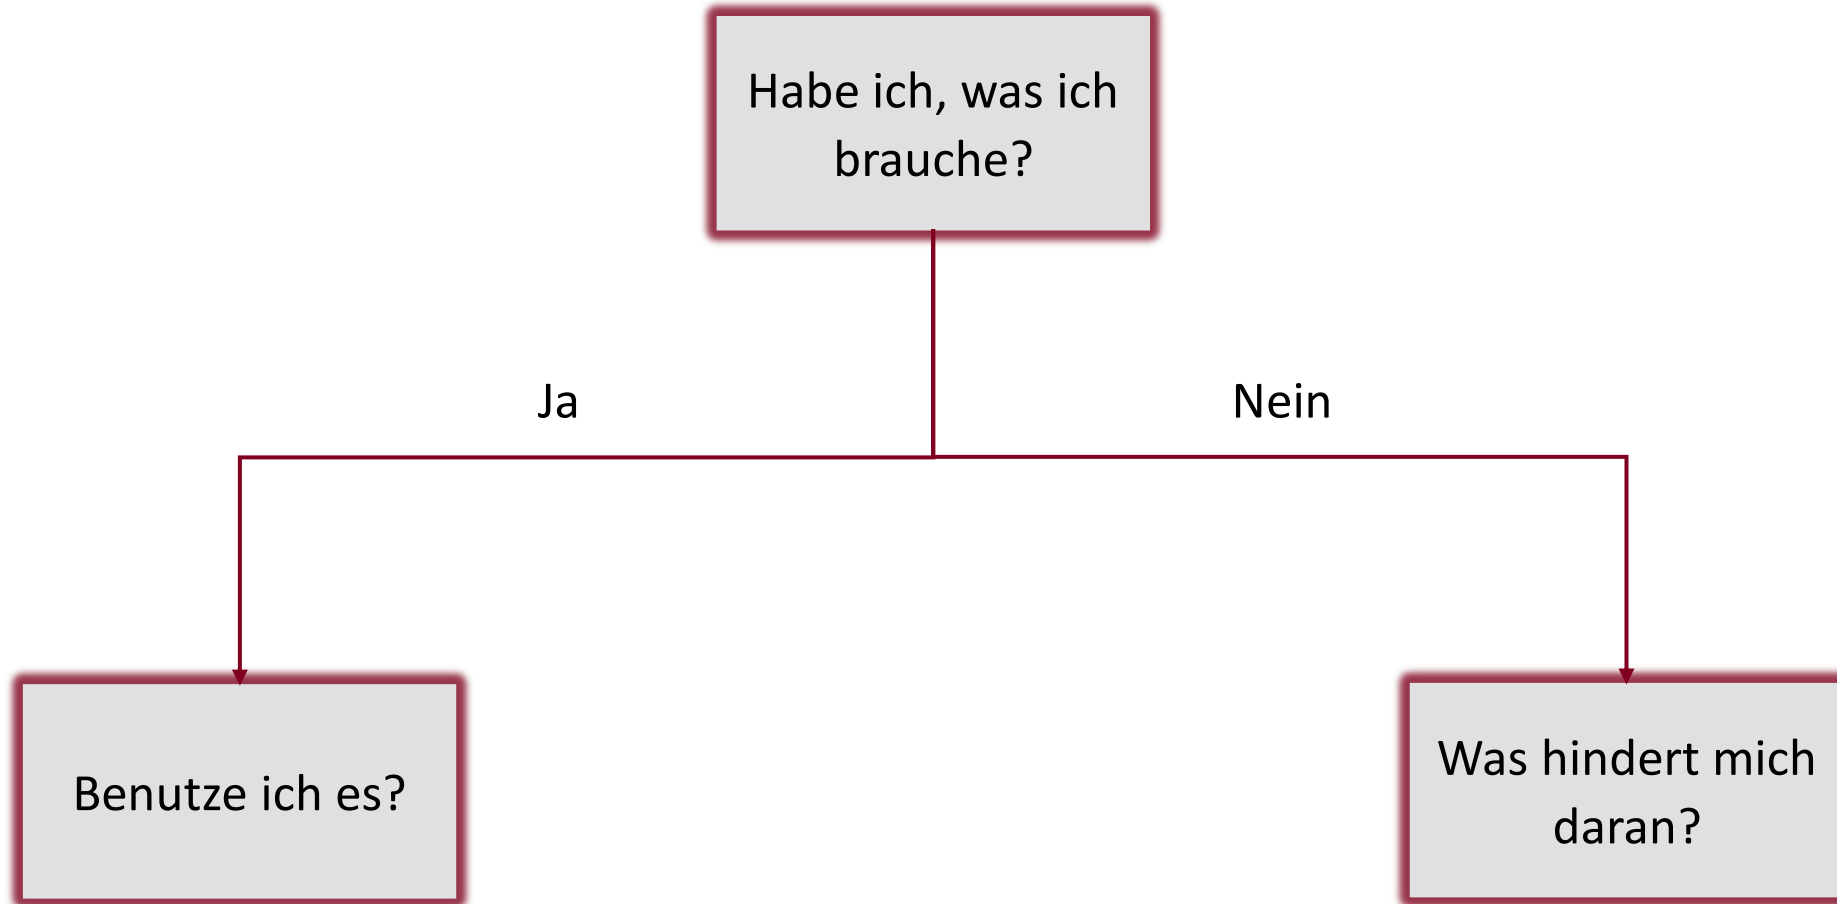 Habe ich, was ich
brauche?
Ja
Nein
Benutze ich es?
Was hindert mich
daran?